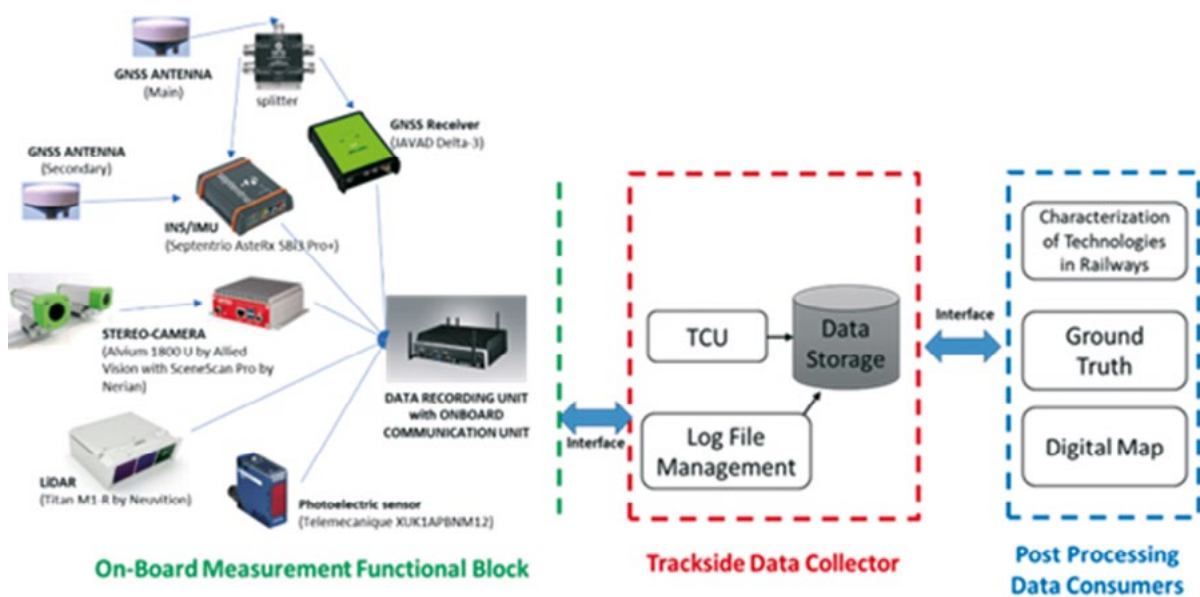 GNSS ANTENNA
(Main)
splitter
GNSS Receiver
(JAVAD Delta-3)
GNSS ANTENNA
(Secondary)
INS/IMU
(Septentrio AsteRx SBi3 Pro+)
STEREO-CAMERA
(Alvium 1800 U by Allied
Vision with SceneScan Pro by
Nerian)
DATA RECORDING UNIT
with ONBOARD
COMMUNICATION UNIT
LiDAR
(Titan M1-R by Neuvition)
Photoelectric sensor
(Telemecanique XUK1APBNM12)
On-Board Measurement Functional Block
Interface
TCU
Data
Storage
Log File
Management
Trackside Data Collector
Interface
Characterization
of Technologies
in Railways
Ground
Truth
Digital Map
Post Processing
Data Consumers